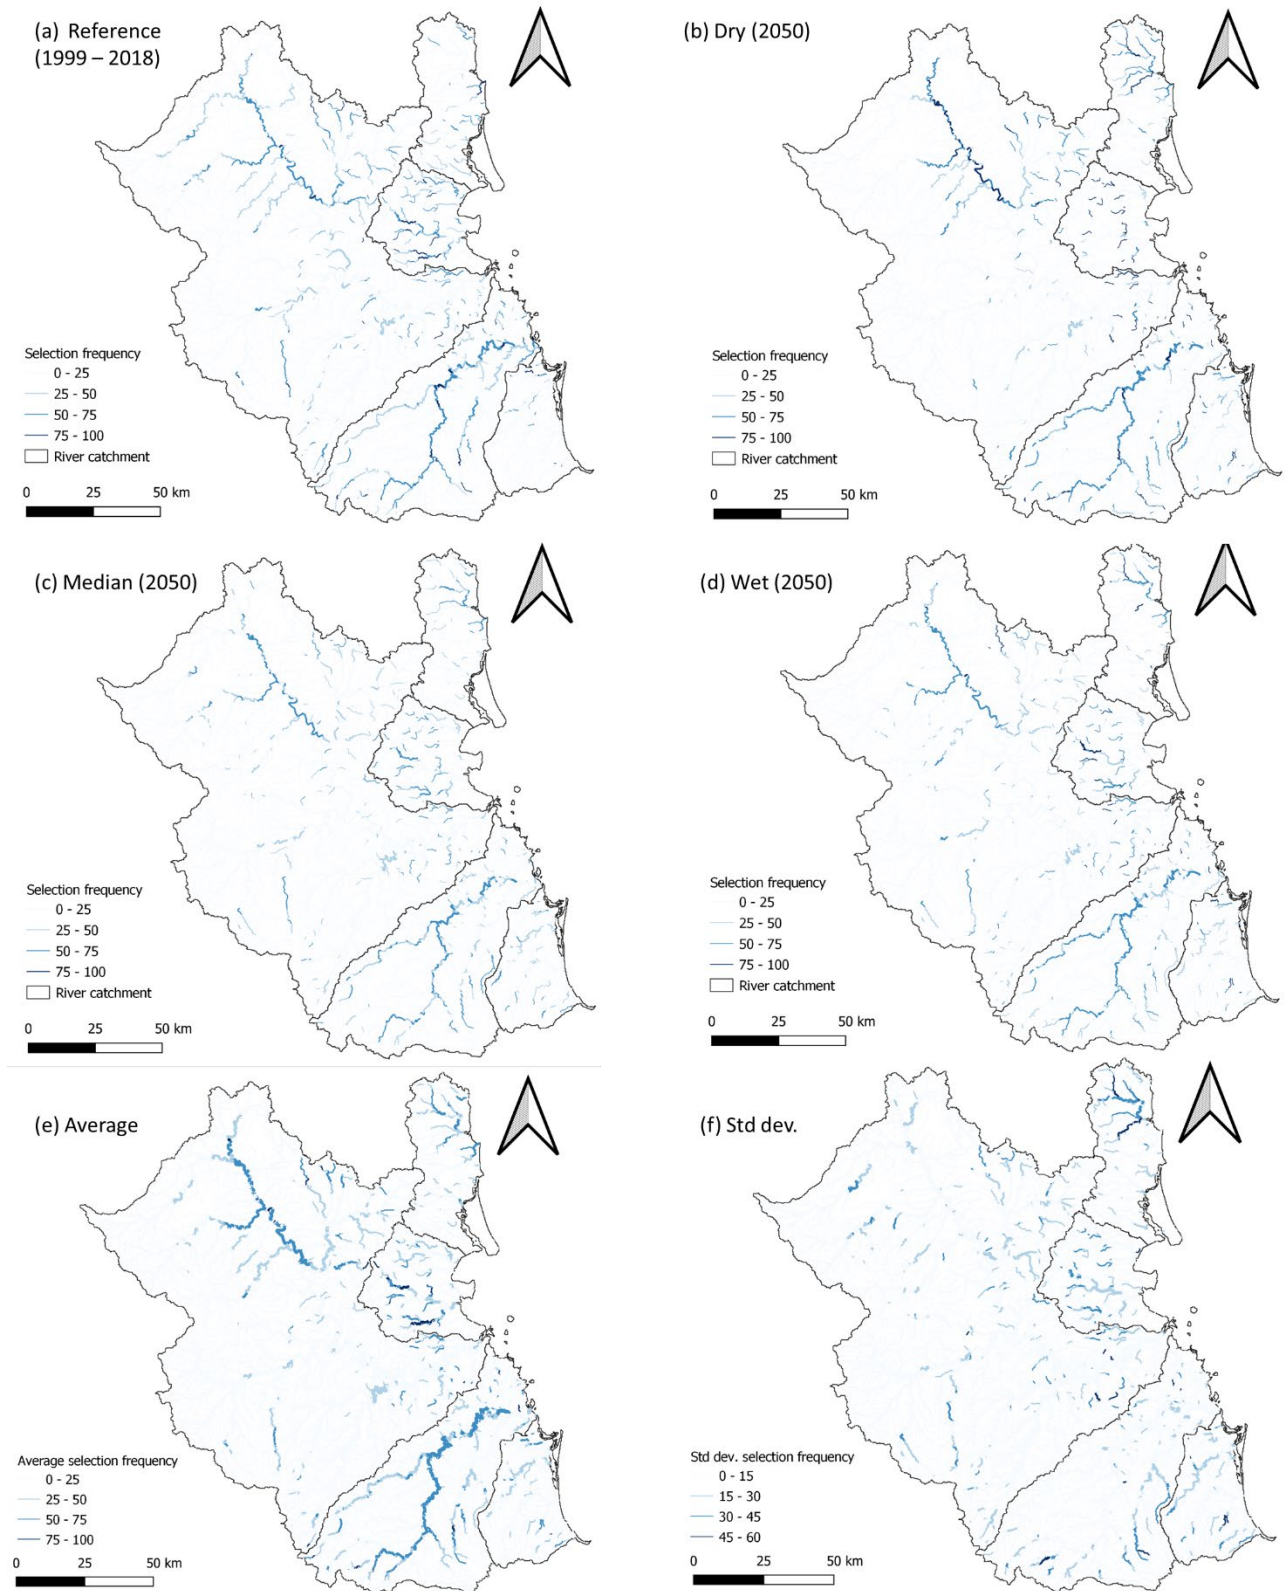 (a) Reference
(1999 – 2018)
Selection frequency
0 - 25
25 - 50
50 - 75
75 - 100
River catchment
0 25 50 km
(b) Dry (2050)
Selection frequency
0 - 25
25 - 50
50 - 75
75 - 100
River catchment
0 25 50 km
(c) Median (2050)
Selection frequency
0 - 25
25 - 50
50 - 75
75 - 100
River catchment
0 25 50 km
(d) Wet (2050)
Selection frequency
0 - 25
25 - 50
50 - 75
75 - 100
River catchment
0 25 50 km
(e) Average
Average selection frequency
0 - 25
25 - 50
50 - 75
75 - 100
0 25 50 km
(f) Std dev.
Std dev. selection frequency
0 - 15
15 - 30
30 - 45
45 - 60
0 25 50 km